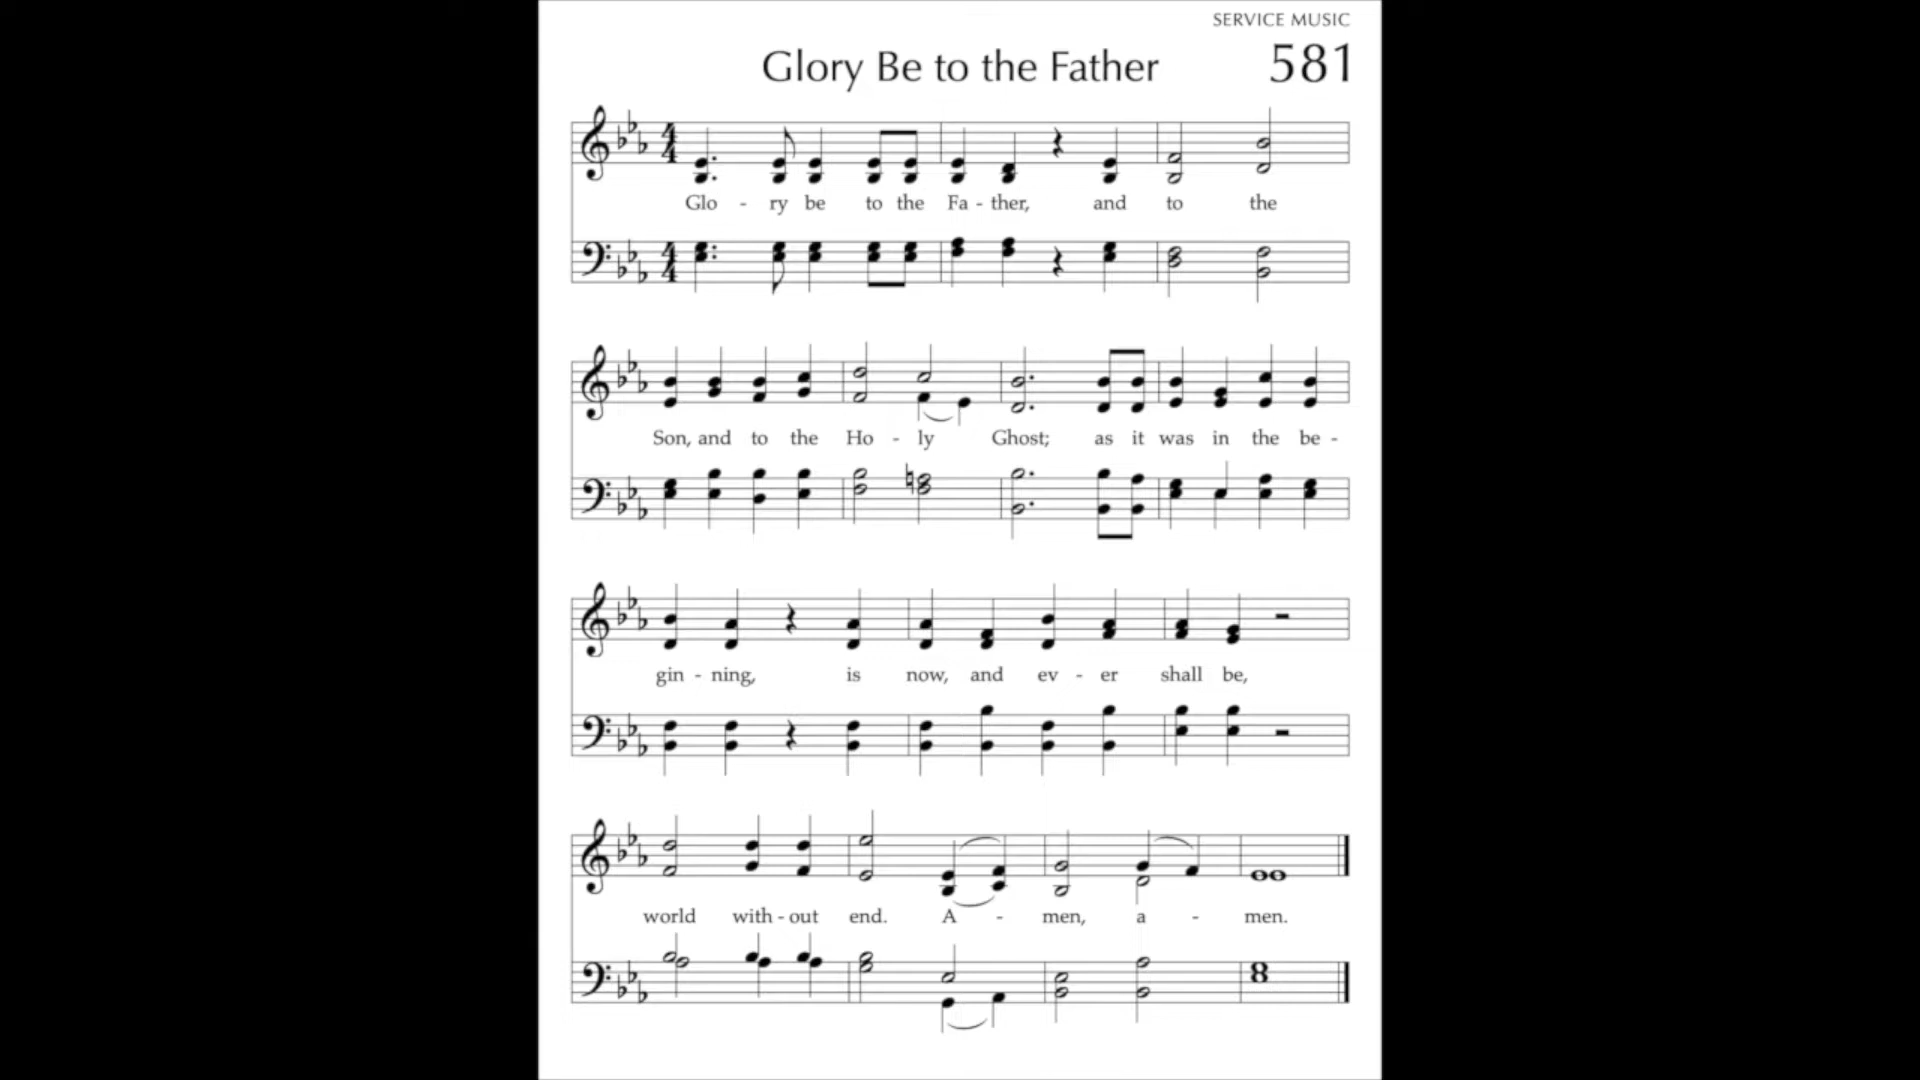 SERVICE MUSIC
Glory Be to the Father 581
Glo - ry be to the Fa - ther, and to the
Son, and to the Ho - ly Ghost; as it was in the be -
gin - ning, is now, and ev - er shall be,
world with - out end. A - men, a - men.